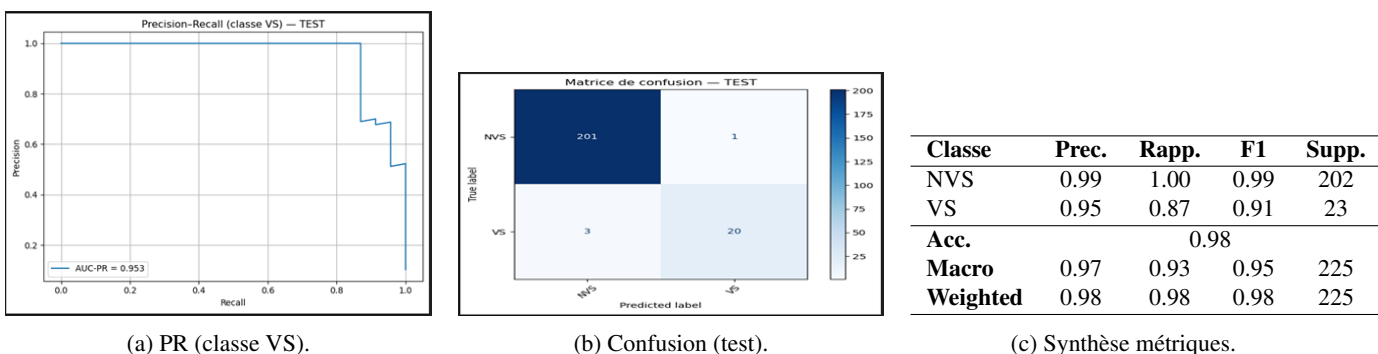 Precision–Recall (classe VS) — TEST
1.0
0.8
0.6
0.4
0.2
Precision
AUC-PR = 0.953
0.0 0.2 0.4 0.6 0.8 1.0
Recall
(a) PR (classe VS).
Matrice de confusion — TEST
NVS 201 1
VS 3 20
True label
NVS VS
Predicted label
200
175
150
125
100
75
50
25
(b) Confusion (test).
Classe Prec. Rapp. F1 Supp.
NVS 0.99 1.00 0.99 202
VS 0.95 0.87 0.91 23
Acc. 0.98
Macro 0.97 0.93 0.95 225
Weighted 0.98 0.98 0.98 225
(c) Synthèse métriques.